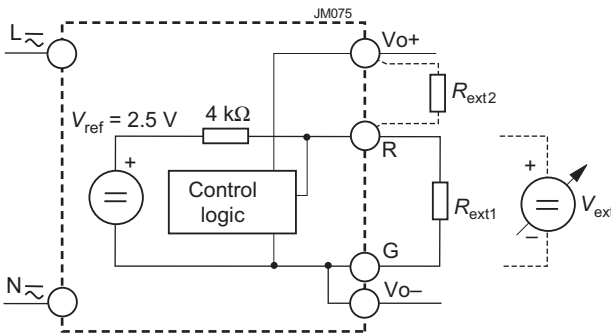 JM075
L
Vo+
Rext2
Vref = 2.5 V
4 kΩ
R
+
+
Control
logic
Rext1
Vext
–
G
N
Vo–